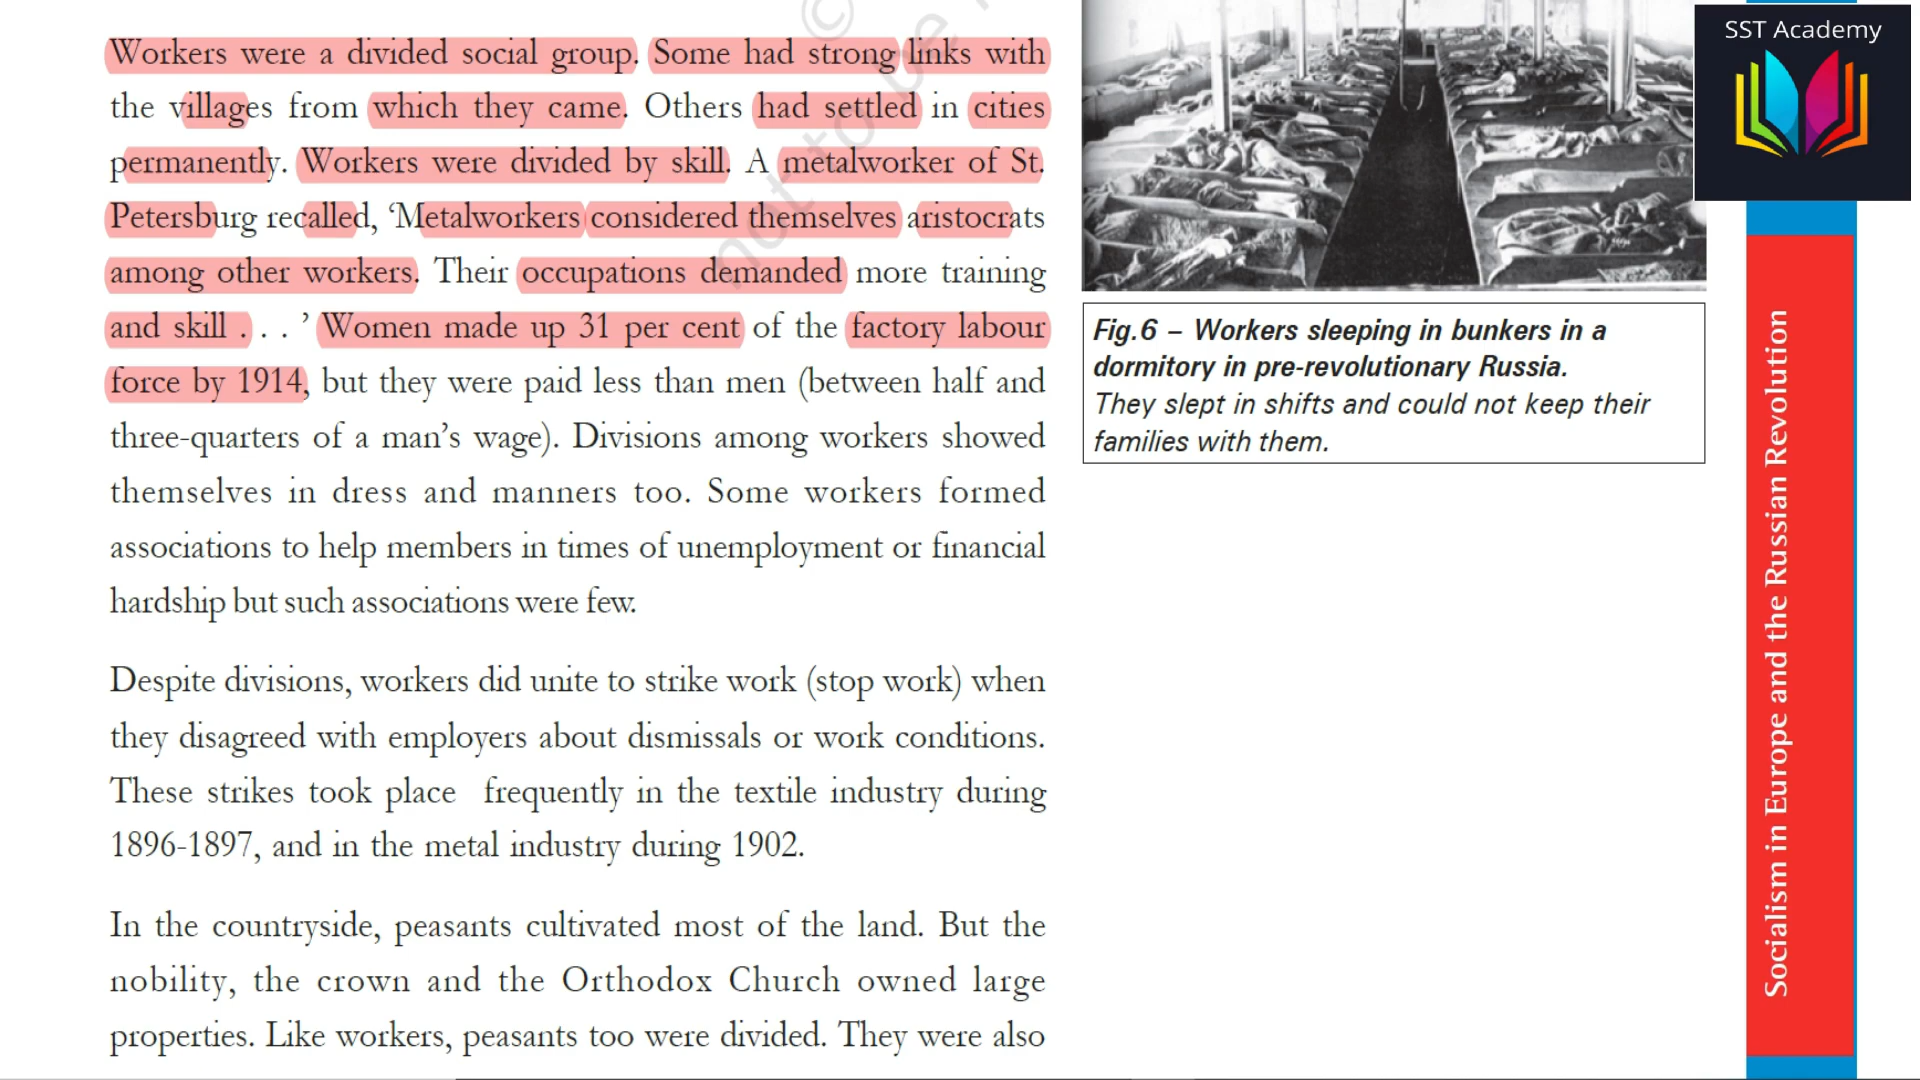 Workers were a divided social group. Some had strong links with
the villages from which they came. Others had settled in cities
permanently. Workers were divided by skill. A metalworker of St.
Petersburg recalled, ‘Metalworkers considered themselves aristocrats
among other workers. Their occupations demanded more training
and skill . . . ’ Women made up 31 per cent of the factory labour
force by 1914, but they were paid less than men (between half and
three-quarters of a man’s wage). Divisions among workers showed
themselves in dress and manners too. Some workers formed
associations to help members in times of unemployment or financial
hardship but such associations were few.
Despite divisions, workers did unite to strike work (stop work) when
they disagreed with employers about dismissals or work conditions.
These strikes took place frequently in the textile industry during
1896-1897, and in the metal industry during 1902.
In the countryside, peasants cultivated most of the land. But the
nobility, the crown and the Orthodox Church owned large
properties. Like workers, peasants too were divided. They were also
© not to be
Fig.6 – Workers sleeping in bunkers in a
dormitory in pre-revolutionary Russia.
They slept in shifts and could not keep their
families with them.
SST Academy
Socialism in Europe and the Russian Revolution